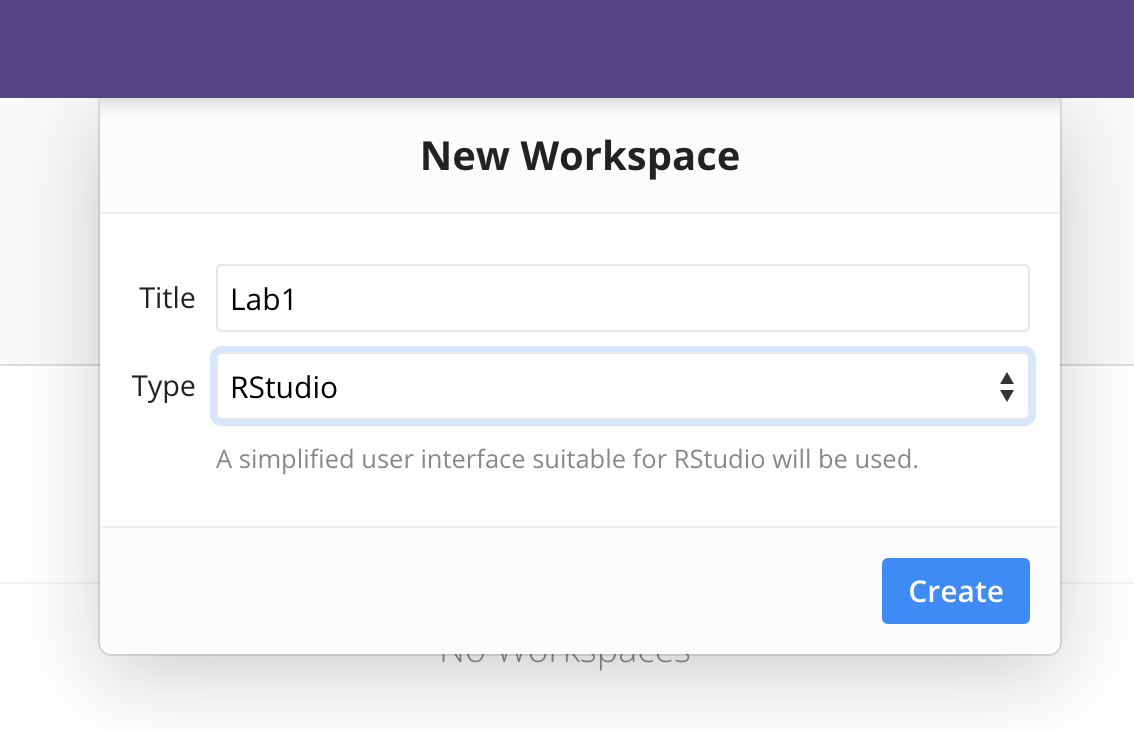 New Workspace
Title
Lab1
Type
RStudio
A simplified user interface suitable for RStudio will be used.
Create
No Workspaces